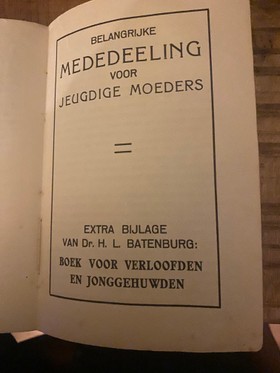 BELANGRIJKE
MEDEDEELING
VOOR
JEUGDIGE MOEDERS
EXTRA BIJLAGE
VAN Dr. H. L. BATENBURG:
BOEK VOOR VERLOOFDEN
EN JONGGEHUWDEN